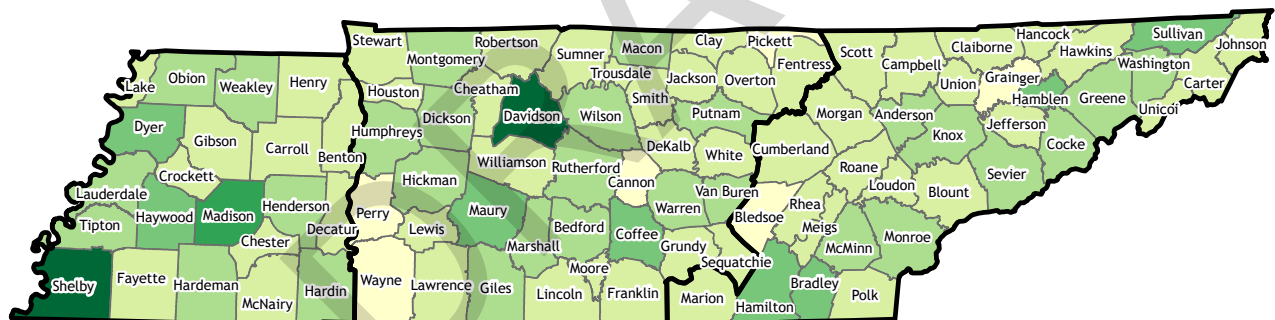 Stewart
Robertson
Macon
Clay
Pickett
Scott
Claiborne
Hancock
Sullivan
Johnson
Montgomery
Sumner
Trousdale
Jackson
Overton
Fentress
Campbell
Hawkins
Washington
Lake
Obion
Weakley
Henry
Houston
Cheatham
Smith
Union
Grainger
Hamblen
Greene
Carter
Unicoi
Dyer
Gibson
Carroll
Benton
Humphreys
Dickson
Davidson
Wilson
Putnam
Morgan
Anderson
Knox
Jefferson
Cocke
Crockett
Williamson
Rutherford
DeKalb
White
Cumberland
Roane
Loudon
Blount
Sevier
Lauderdale
Haywood
Madison
Henderson
Decatur
Perry
Hickman
Cannon
Van Buren
Warren
Bledsoe
Rhea
Meigs
McMinn
Monroe
Tipton
Chester
Lewis
Maury
Marshall
Bedford
Coffee
Grundy
Sequatchie
Shelby
Fayette
Hardeman
McNairy
Hardin
Wayne
Lawrence
Giles
Lincoln
Moore
Franklin
Marion
Hamilton
Bradley
Polk